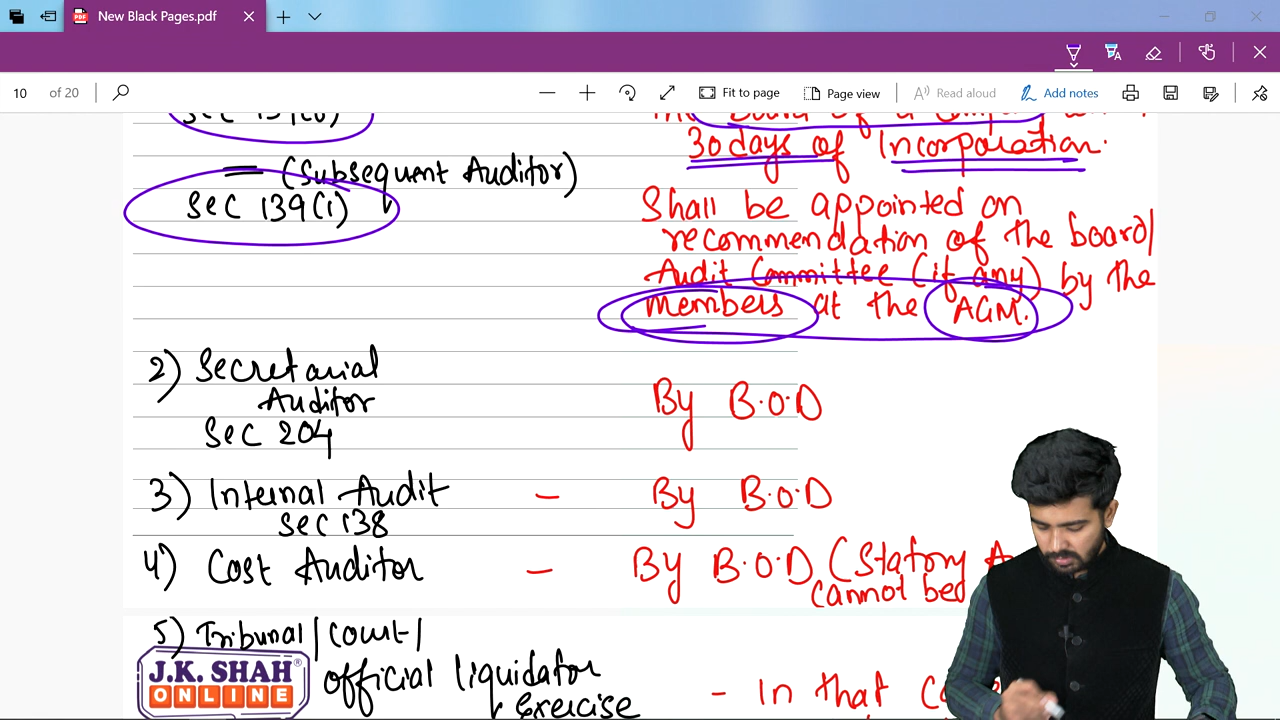 New Black Pages.pdf
10 of 20
Fit to page
Page view
Read aloud
Add notes
30 days of Incorporation.
(Subsequent Auditor)
Sec 139(1)
Shall be appointed on
recommendation of the board/
Audit Committee (if any) by the
members at the AGM.
2) Secretarial
Auditor
Sec 204
By B.O.D
3) Internal Audit - By B.O.D
Sec 138
4) Cost Auditor - By B.O.D (Statory
cannot be
5) Tribunal/Court/
official liquidator
Exercise
- In that
J.K. SHAH®
ONLINE